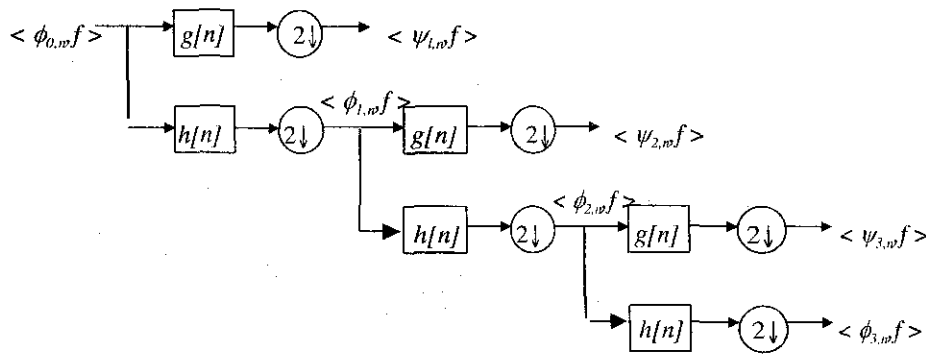 < ϕ0,n, f > g[n] 2↓ < ψ1,n, f >
h[n] 2↓ < ϕ1,n, f > g[n] 2↓ < ψ2,n, f >
h[n] 2↓ < ϕ2,n, f > g[n] 2↓ < ψ3,n, f >
h[n] 2↓ < ϕ3,n, f >